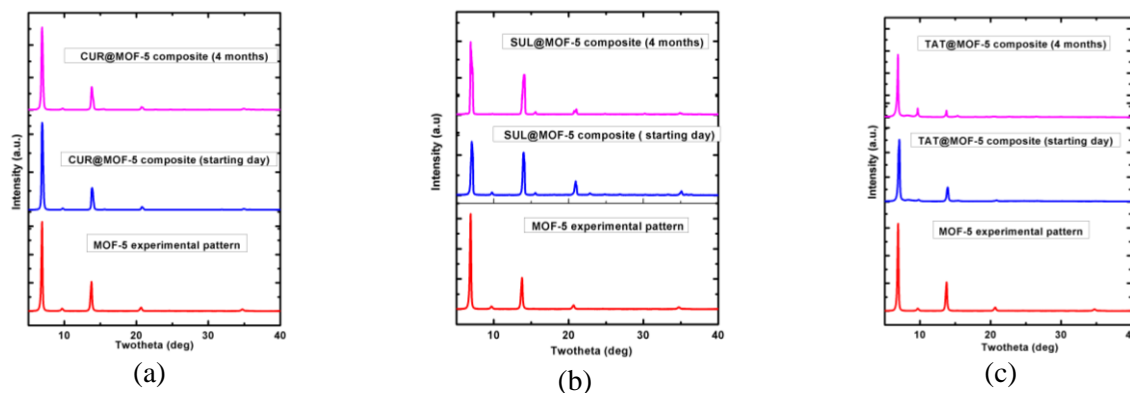 CUR@MOF-5 composite (4 months)
CUR@MOF-5 composite (starting day)
MOF-5 experimental pattern
Intensity (a.u.)
10 20 30 40
Twotheta (deg)
(a)
SUL@MOF-5 composite (4 months)
SUL@MOF-5 composite ( starting day)
MOF-5 experimental pattern
Intensity (a.u)
10 20 30 40
Twotheta (deg)
(b)
TAT@MOF-5 composite (4 months)
TAT@MOF-5 composite (starting day)
MOF-5 experimental pattern
Intensity (a.u.)
10 20 30 40
Twotheta (deg)
(c)